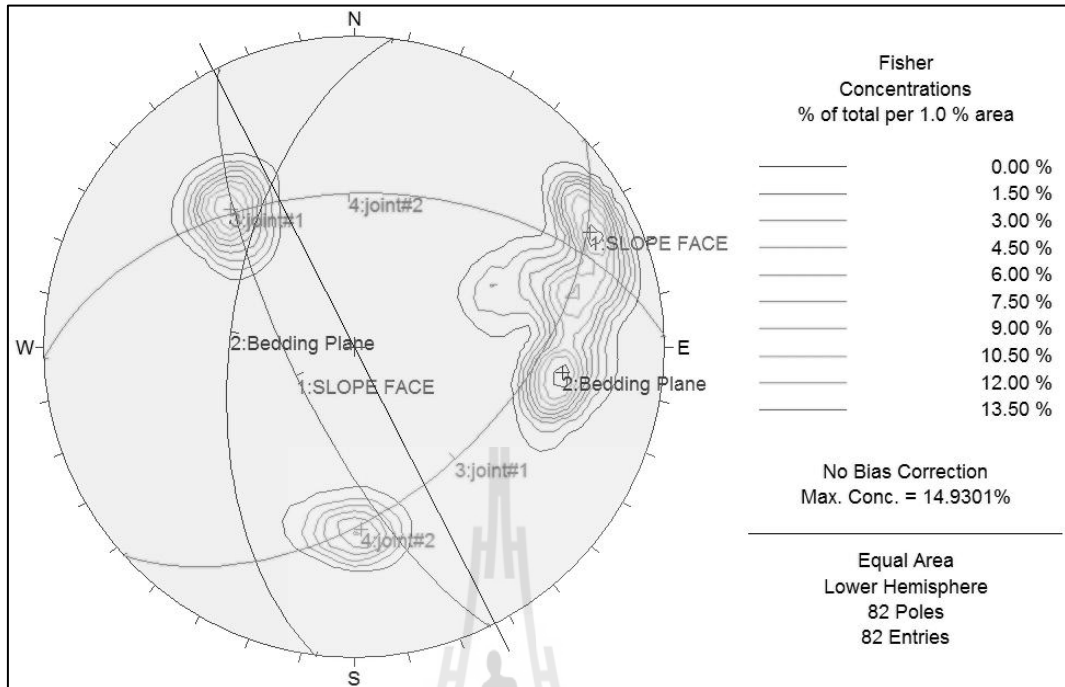 N
3:joint#1
4:joint#2
1:SLOPE FACE
W
E
2:Bedding Plane
1:SLOPE FACE
2:Bedding Plane
3:joint#1
4:joint#2
S
Fisher
Concentrations
% of total per 1.0 % area
0.00 %
1.50 %
3.00 %
4.50 %
6.00 %
7.50 %
9.00 %
10.50 %
12.00 %
13.50 %
No Bias Correction
Max. Conc. = 14.9301%
Equal Area
Lower Hemisphere
82 Poles
82 Entries